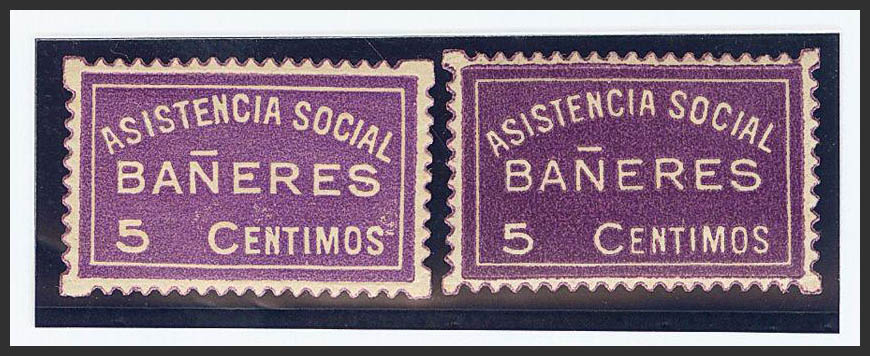 ASISTENCIA SOCIAL
BAÑERES
5 CENTIMOS
ASISTENCIA SOCIAL
BAÑERES
5 CENTIMOS